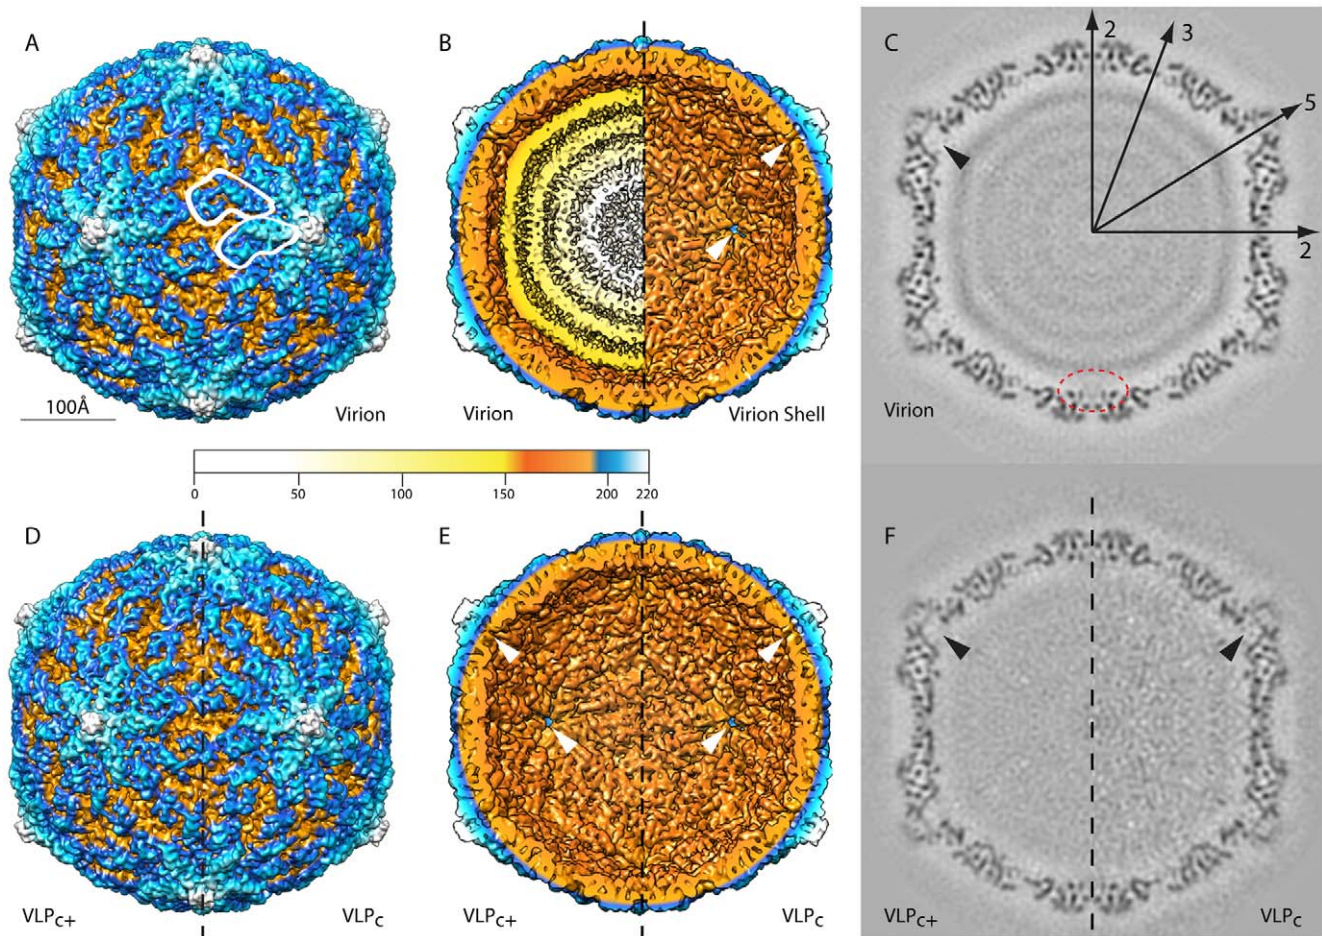 A
B
C
2
3
5
2
100Å
Virion
Virion
Virion Shell
Virion
0 50 100 150 200 220
D
E
F
VLPC+
VLPC
VLPC+
VLPC
VLPC+
VLPC